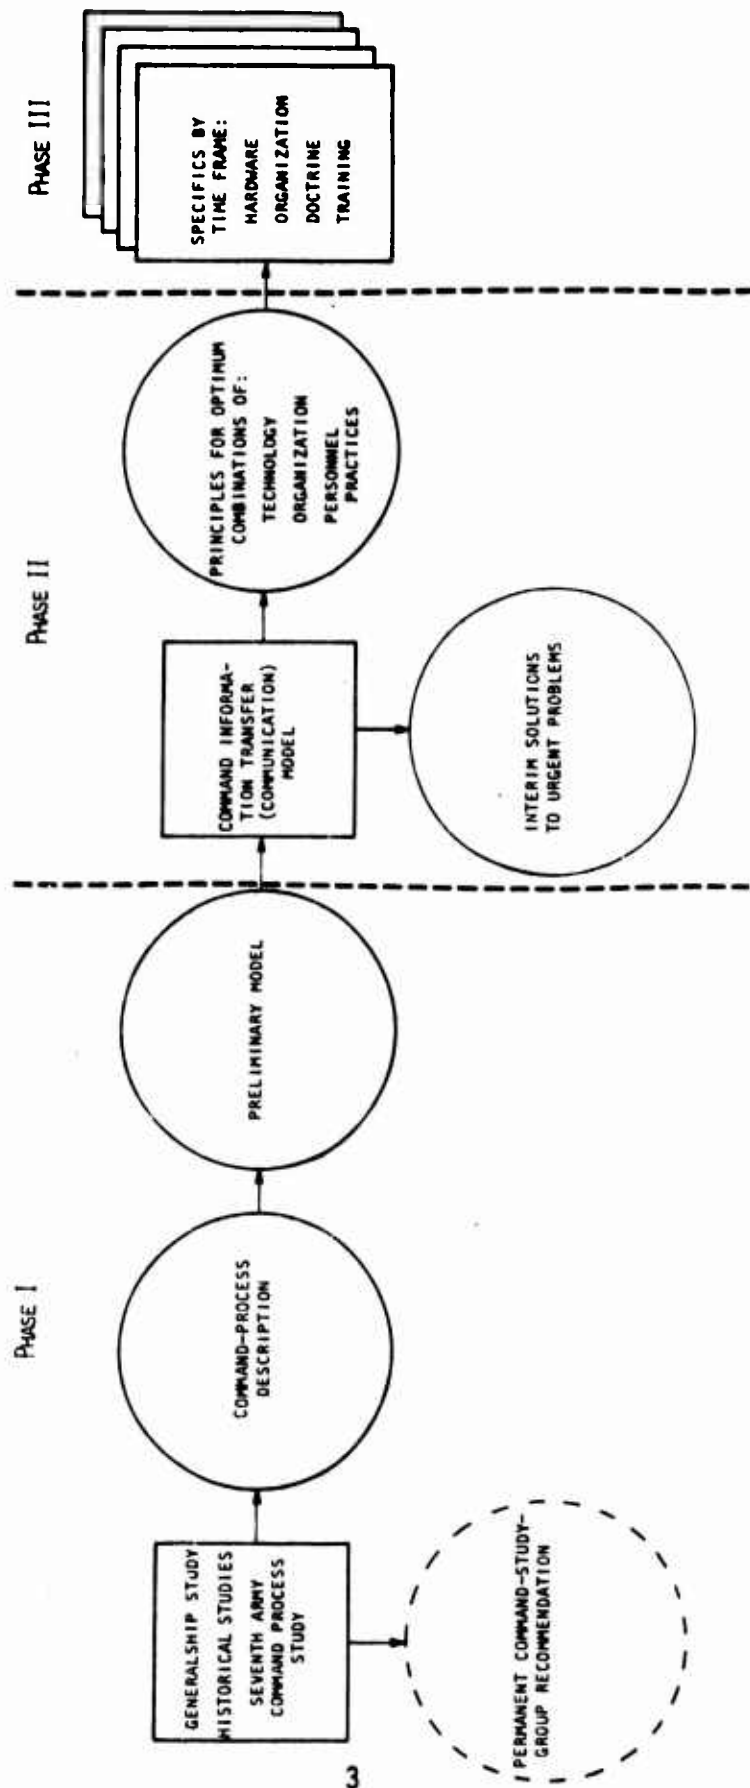 PHASE I
PHASE II
PHASE III
GENERALSHIP STUDY
HISTORICAL STUDIES
SEVENTH ARMY
COMMAND PROCESS
STUDY
PERMANENT COMMAND-STUDY-
GROUP RECOMMENDATION
COMMAND-PROCESS
DESCRIPTION
PRELIMINARY MODEL
COMMAND INFORMA-
TION TRANSFER
(COMMUNICATION)
MODEL
INTERIM SOLUTIONS
TO URGENT PROBLEMS
PRINCIPLES FOR OPTIMUM
COMBINATIONS OF:
TECHNOLOGY
ORGANIZATION
PERSONNEL
PRACTICES
SPECIFICS BY
TIME FRAME:
HARDWARE
ORGANIZATION
DOCTRINE
TRAINING
3